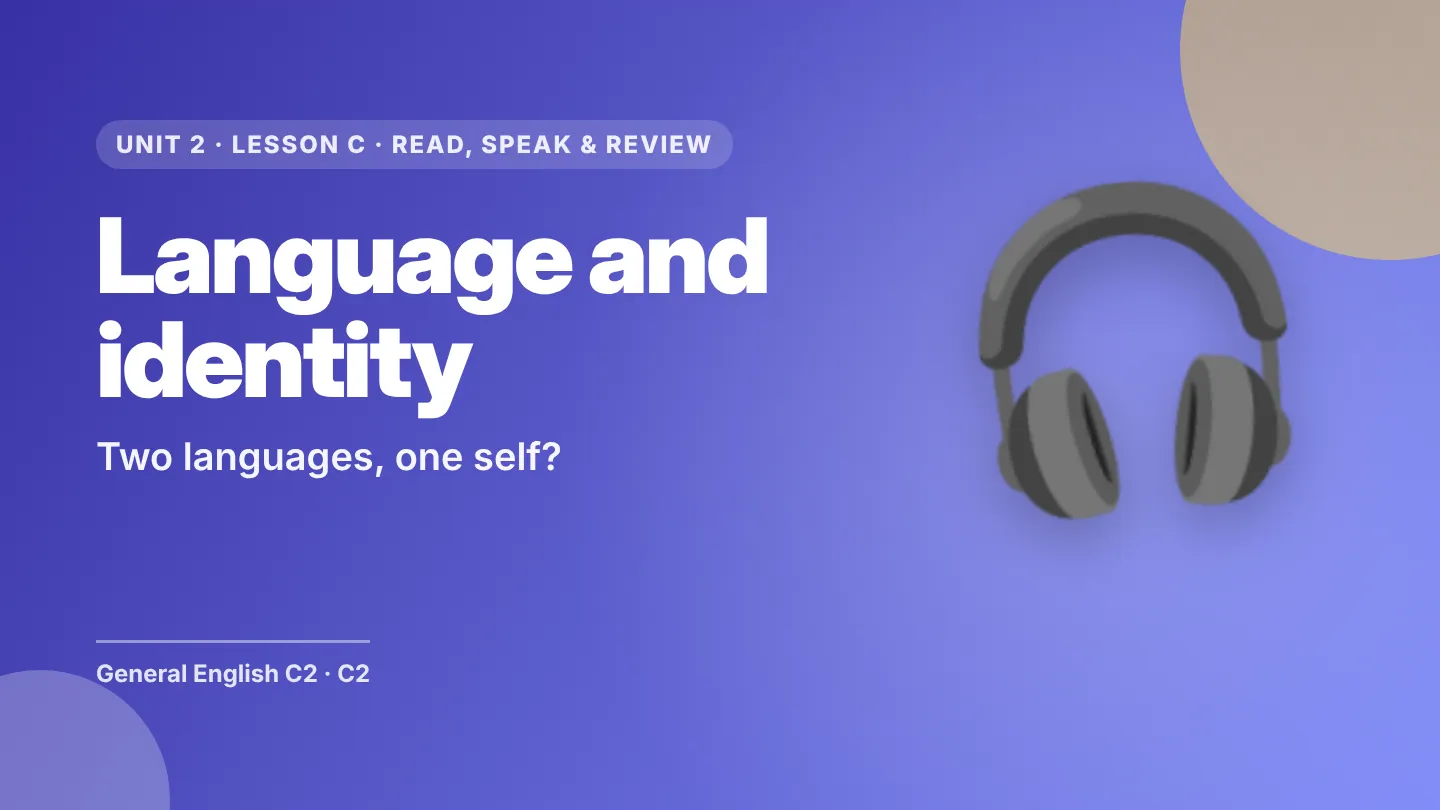 UNIT 2 · LESSON C · READ, SPEAK & REVIEW
Language and
identity
Two languages, one self?
General English C2 · C2